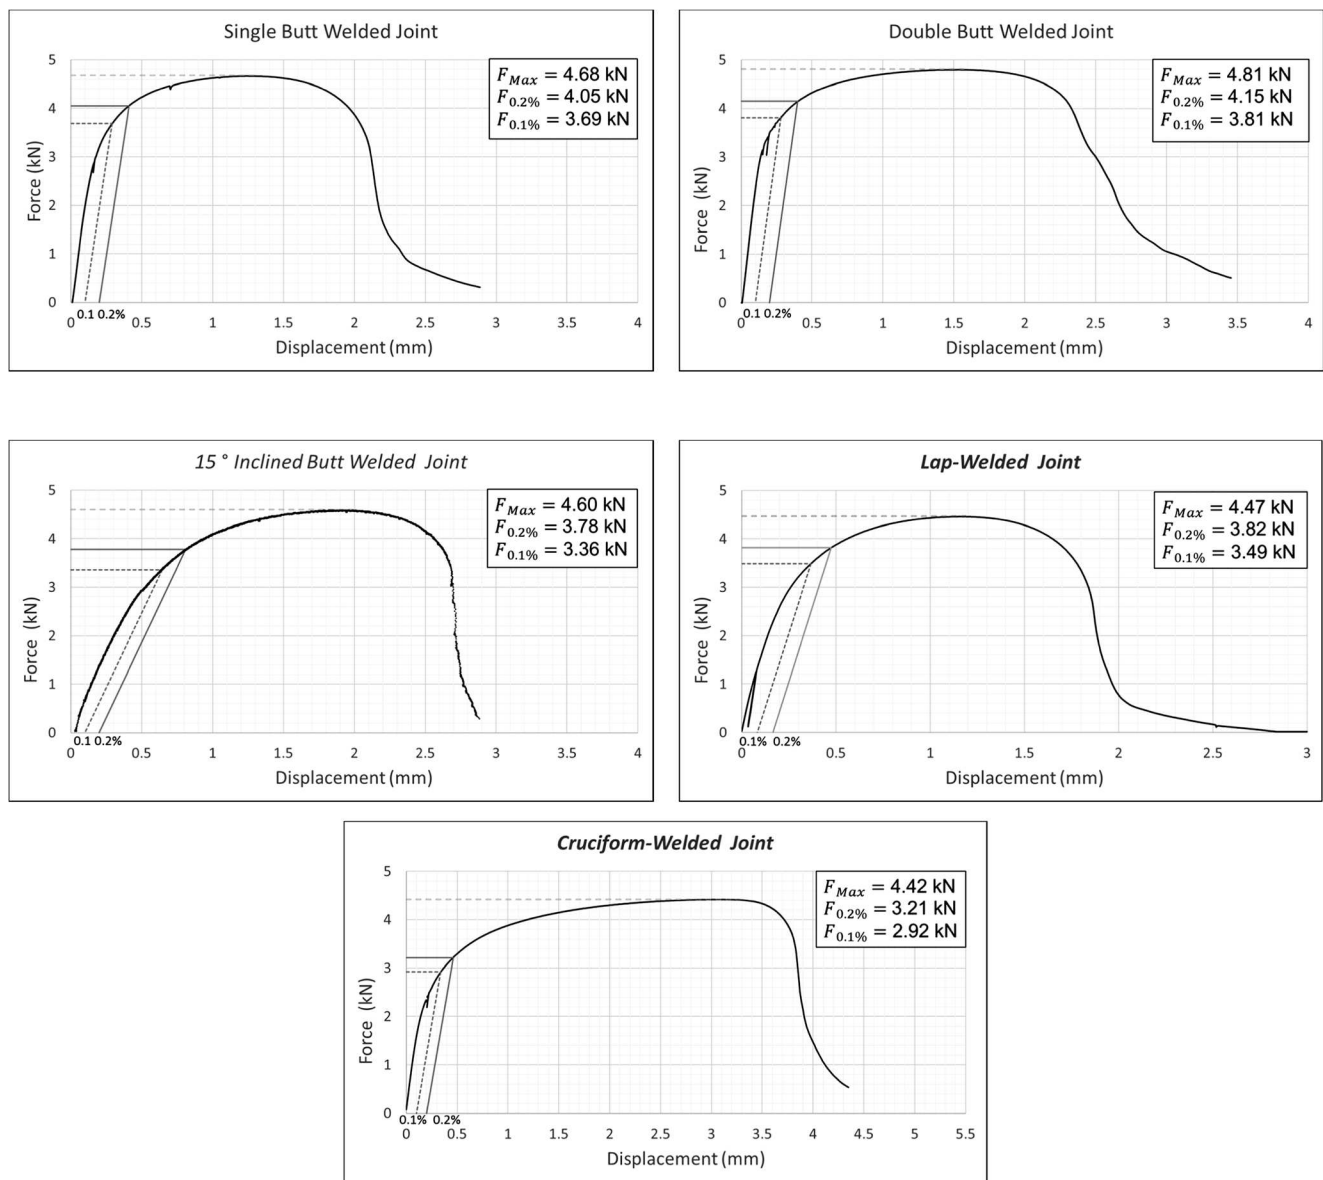 Single Butt Welded Joint
5
4
3
2
1
0
Force (kN)
F_Max = 4.68 kN
F_0.2% = 4.05 kN
F_0.1% = 3.69 kN
0.1 0.2%
0 0.5 1 1.5 2 2.5 3 3.5 4
Displacement (mm)
Double Butt Welded Joint
5
4
3
2
1
0
Force (kN)
F_Max = 4.81 kN
F_0.2% = 4.15 kN
F_0.1% = 3.81 kN
0.1 0.2%
0 0.5 1 1.5 2 2.5 3 3.5 4
Displacement (mm)
15 ° Inclined Butt Welded Joint
5
4
3
2
1
0
Force (kN)
F_Max = 4.60 kN
F_0.2% = 3.78 kN
F_0.1% = 3.36 kN
0.1 0.2%
0 0.5 1 1.5 2 2.5 3 3.5 4
Displacement (mm)
Lap-Welded Joint
5
4
3
2
1
0
Force (kN)
F_Max = 4.47 kN
F_0.2% = 3.82 kN
F_0.1% = 3.49 kN
0.1% 0.2%
0 0.5 1 1.5 2 2.5 3
Displacement (mm)
Cruciform-Welded Joint
5
4
3
2
1
0
Force (kN)
F_Max = 4.42 kN
F_0.2% = 3.21 kN
F_0.1% = 2.92 kN
0.1% 0.2%
0 0.5 1 1.5 2 2.5 3 3.5 4 4.5 5 5.5
Displacement (mm)